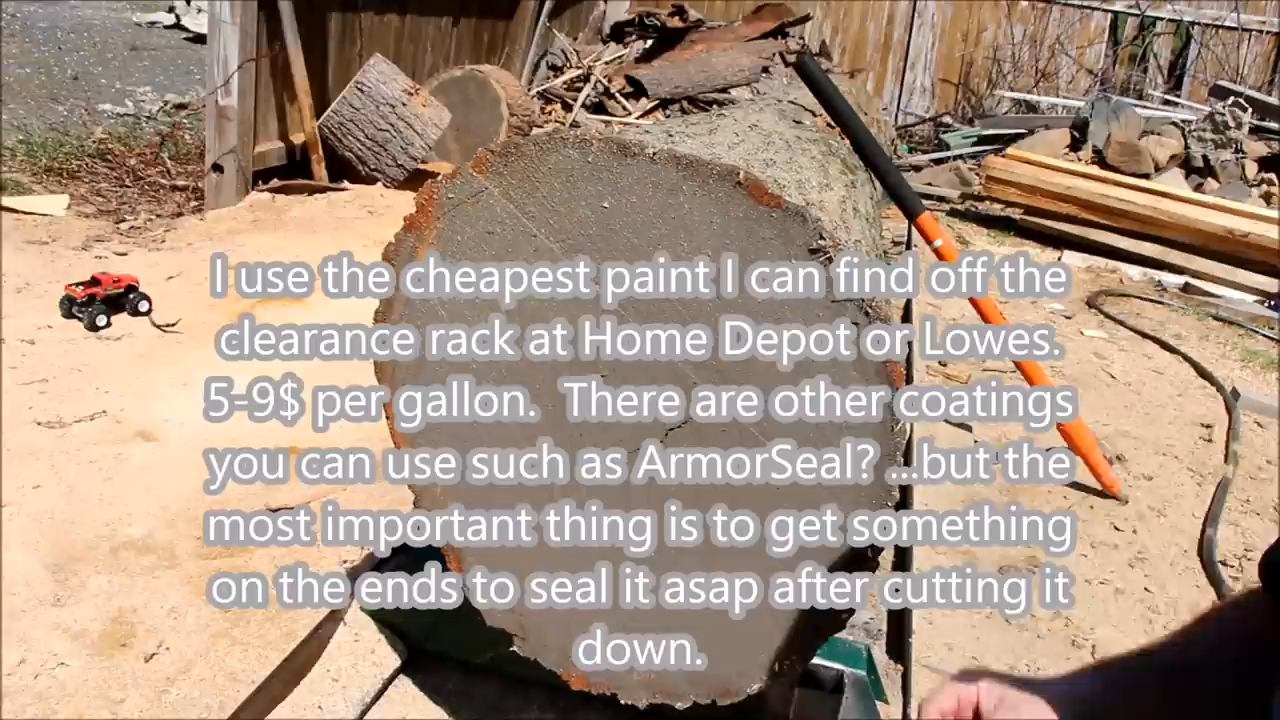 I use the cheapest paint I can find off the
clearance rack at Home Depot or Lowes.
5-9$ per gallon.  There are other coatings
you can use such as ArmorSeal? ...but the
most important thing is to get something
on the ends to seal it asap after cutting it
down.